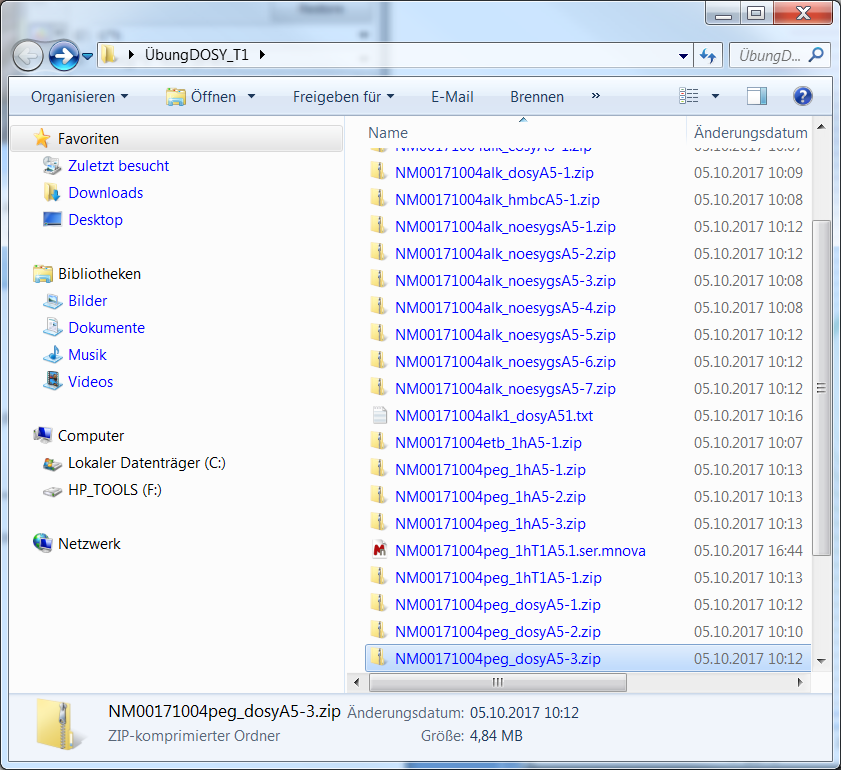 ÜbungDOSY_T1
ÜbungD...
Organisieren Öffnen Freigeben für E-Mail Brennen »
Name Änderungsdatum
Favoriten
Zuletzt besucht
Downloads
Desktop
Bibliotheken
Bilder
Dokumente
Musik
Videos
Computer
Lokaler Datenträger (C:)
HP_TOOLS (F:)
Netzwerk
NM00171004alk_cosyA5-1.zip 05.10.2017 10:07
NM00171004alk_dosyA5-1.zip 05.10.2017 10:09
NM00171004alk_hmbcA5-1.zip 05.10.2017 10:08
NM00171004alk_noesygsA5-1.zip 05.10.2017 10:12
NM00171004alk_noesygsA5-2.zip 05.10.2017 10:12
NM00171004alk_noesygsA5-3.zip 05.10.2017 10:08
NM00171004alk_noesygsA5-4.zip 05.10.2017 10:08
NM00171004alk_noesygsA5-5.zip 05.10.2017 10:12
NM00171004alk_noesygsA5-6.zip 05.10.2017 10:12
NM00171004alk_noesygsA5-7.zip 05.10.2017 10:12
NM00171004alk1_dosyA51.txt 05.10.2017 10:16
NM00171004etb_1hA5-1.zip 05.10.2017 10:07
NM00171004peg_1hA5-1.zip 05.10.2017 10:13
NM00171004peg_1hA5-2.zip 05.10.2017 10:13
NM00171004peg_1hA5-3.zip 05.10.2017 10:13
NM00171004peg_1hT1A5.1.ser.mnova 05.10.2017 16:44
NM00171004peg_1hT1A5-1.zip 05.10.2017 10:13
NM00171004peg_dosyA5-1.zip 05.10.2017 10:12
NM00171004peg_dosyA5-2.zip 05.10.2017 10:10
NM00171004peg_dosyA5-3.zip 05.10.2017 10:12
NM00171004peg_dosyA5-3.zip Änderungsdatum: 05.10.2017 10:12
ZIP-komprimierter Ordner Größe: 4,84 MB